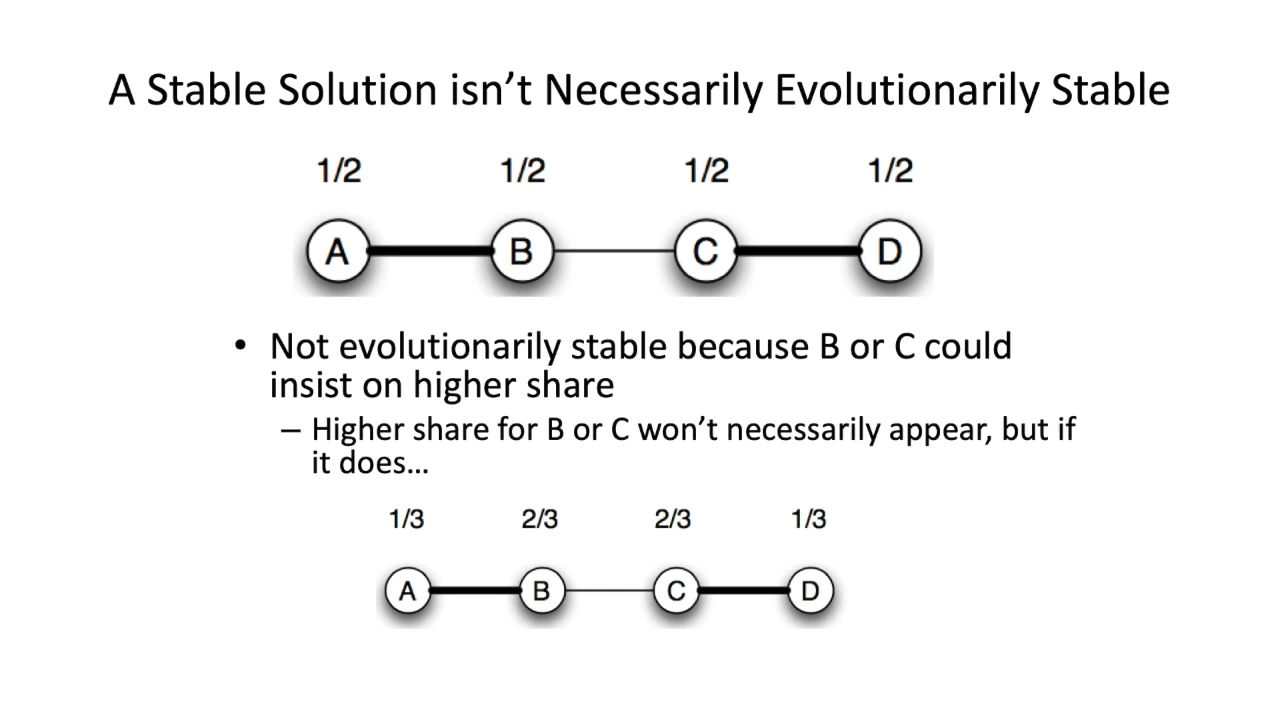 A Stable Solution isn’t Necessarily Evolutionarily Stable
1/2 1/2 1/2 1/2
A B C D
• Not evolutionarily stable because B or C could
insist on higher share
– Higher share for B or C won’t necessarily appear, but if
it does…
1/3 2/3 2/3 1/3
A B C D